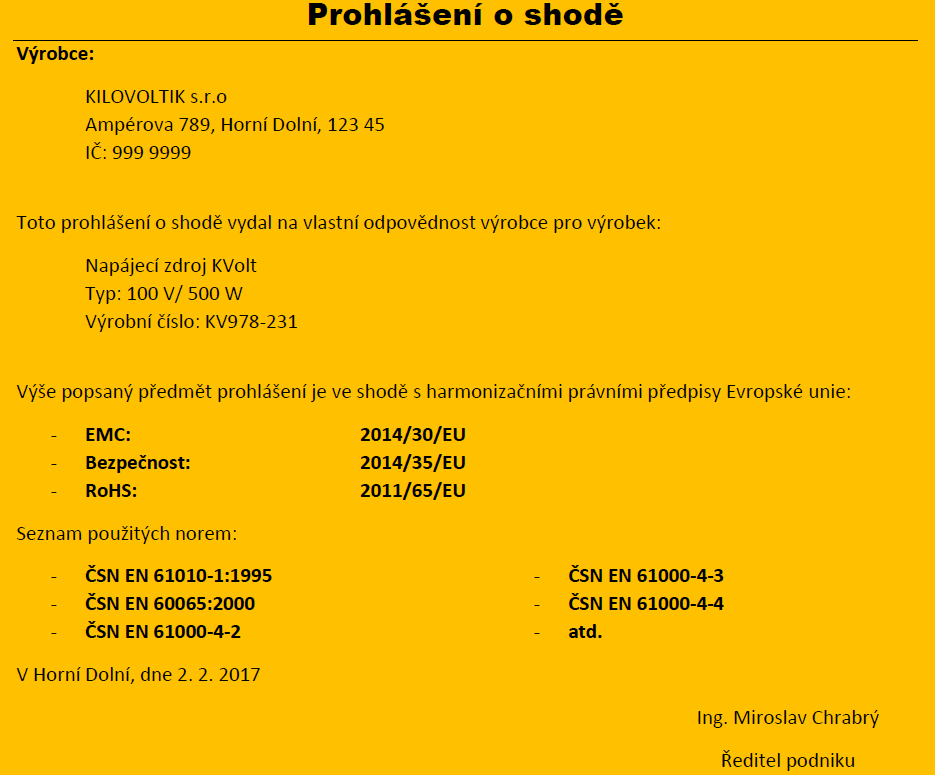 Prohlášení o shodě
Výrobce:
KILOVOLTIK s.r.o
Ampérova 789, Horní Dolní, 123 45
IČ: 999 9999
Toto prohlášení o shodě vydal na vlastní odpovědnost výrobce pro výrobek:
Napájecí zdroj KVolt
Typ: 100 V/ 500 W
Výrobní číslo: KV978-231
Výše popsaný předmět prohlášení je ve shodě s harmonizačními právními předpisy Evropské unie:
- EMC: 2014/30/EU
- Bezpečnost: 2014/35/EU
- RoHS: 2011/65/EU
Seznam použitých norem:
- ČSN EN 61010-1:1995 - ČSN EN 61000-4-3
- ČSN EN 60065:2000 - ČSN EN 61000-4-4
- ČSN EN 61000-4-2 - atd.
V Horní Dolní, dne 2. 2. 2017
Ing. Miroslav Chrabrý
Ředitel podniku